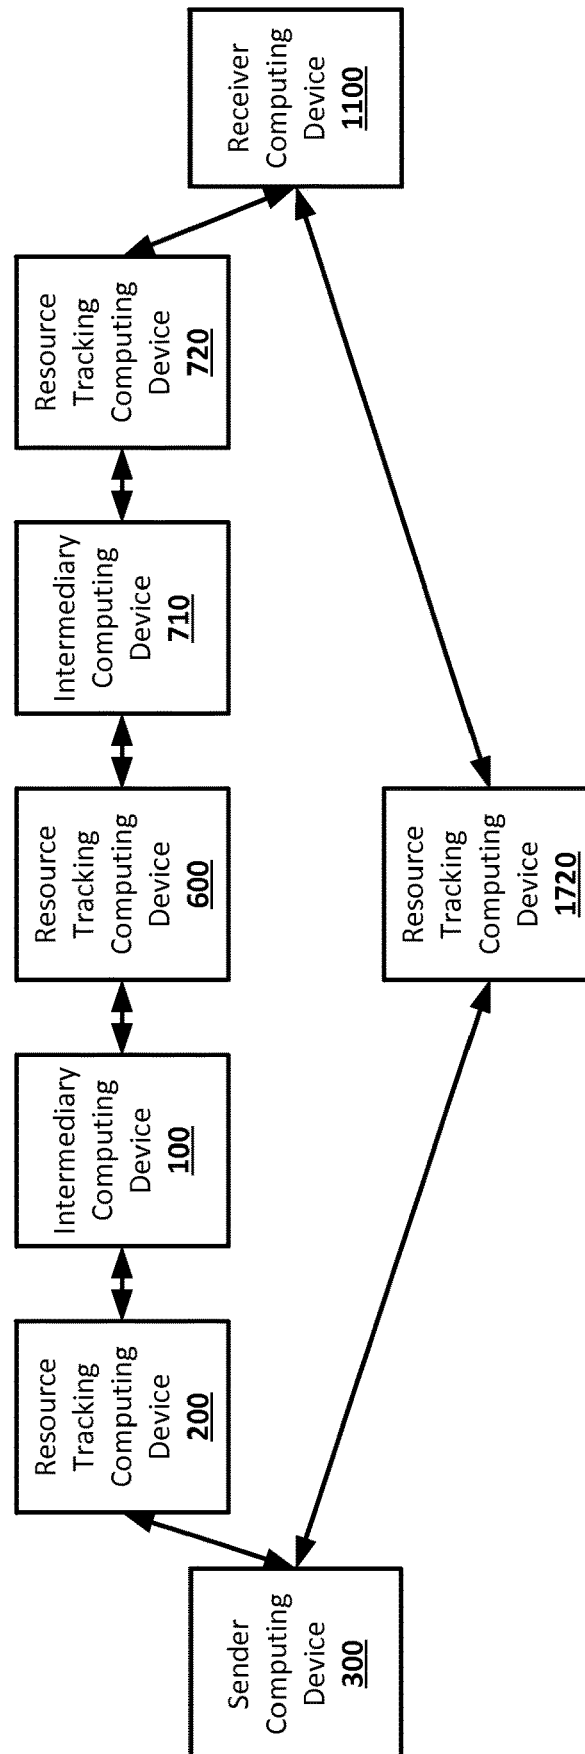 Sender
Computing
Device
300
Resource
Tracking
Computing
Device
200
Intermediary
Computing
Device
100
Resource
Tracking
Computing
Device
600
Intermediary
Computing
Device
710
Resource
Tracking
Computing
Device
720
Receiver
Computing
Device
1100
Resource
Tracking
Computing
Device
1720